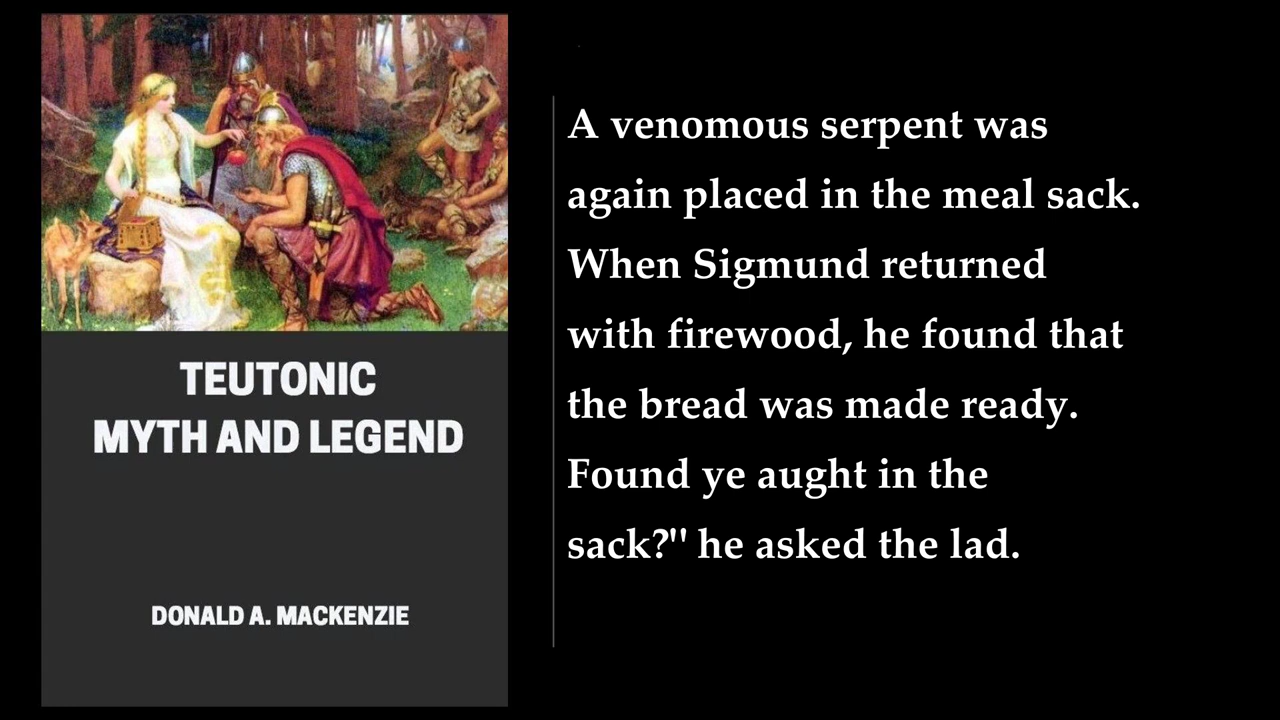 TEUTONIC
MYTH AND LEGEND
DONALD A. MACKENZIE
A venomous serpent was
again placed in the meal sack.
When Sigmund returned
with firewood, he found that
the bread was made ready.
Found ye aught in the
sack?" he asked the lad.